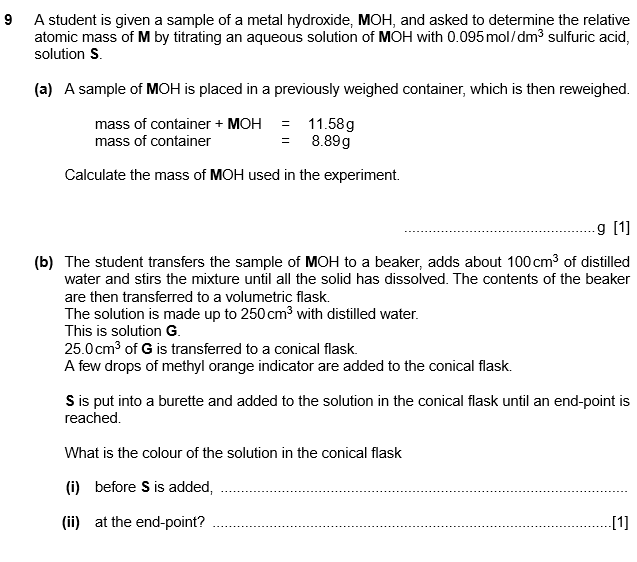 9 A student is given a sample of a metal hydroxide, MOH, and asked to determine the relative
atomic mass of M by titrating an aqueous solution of MOH with 0.095 mol/dm³ sulfuric acid,
solution S.
(a) A sample of MOH is placed in a previously weighed container, which is then reweighed.
mass of container + MOH = 11.58 g
mass of container = 8.89 g
Calculate the mass of MOH used in the experiment.
..................................................g [1]
(b) The student transfers the sample of MOH to a beaker, adds about 100 cm³ of distilled
water and stirs the mixture until all the solid has dissolved. The contents of the beaker
are then transferred to a volumetric flask.
The solution is made up to 250 cm³ with distilled water.
This is solution G.
25.0 cm³ of G is transferred to a conical flask.
A few drops of methyl orange indicator are added to the conical flask.
S is put into a burette and added to the solution in the conical flask until an end-point is
reached.
What is the colour of the solution in the conical flask
(i) before S is added, ..................................................
(ii) at the end-point? ..................................................[1]